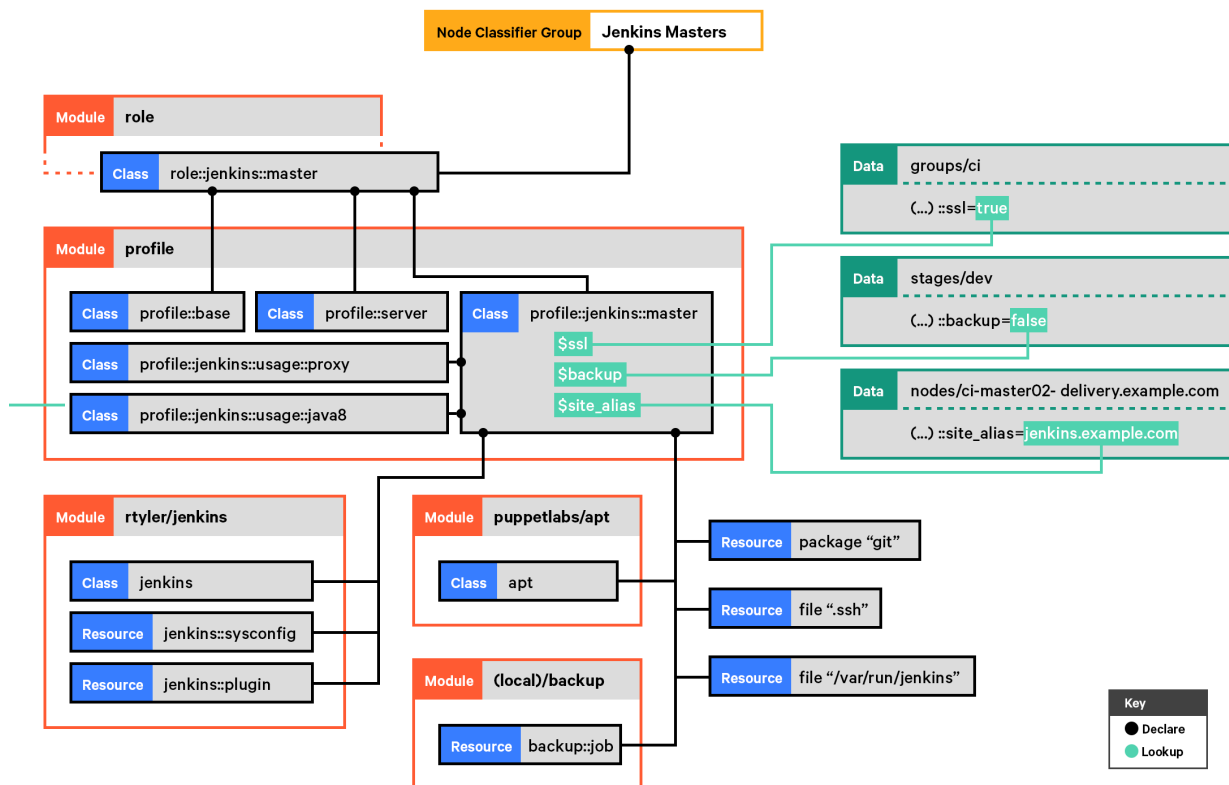 Node Classifier Group Jenkins Masters
Module role
Class role::jenkins::master
Data groups/ci
(...) ::ssl=true
Module profile
Data stages/dev
(...) ::backup=false
Class profile::base
Class profile::server
Class profile::jenkins::master
$ssl
$backup
$site_alias
Class profile::jenkins::usage::proxy
Class profile::jenkins::usage::java8
Data nodes/ci-master02- delivery.example.com
(...) ::site_alias=jenkins.example.com
Module rtyler/jenkins
Class jenkins
Resource jenkins::sysconfig
Resource jenkins::plugin
Module puppetlabs/apt
Class apt
Module (local)/backup
Resource backup::job
Resource package “git”
Resource file “.ssh”
Resource file “/var/run/jenkins”
Key
Declare
Lookup